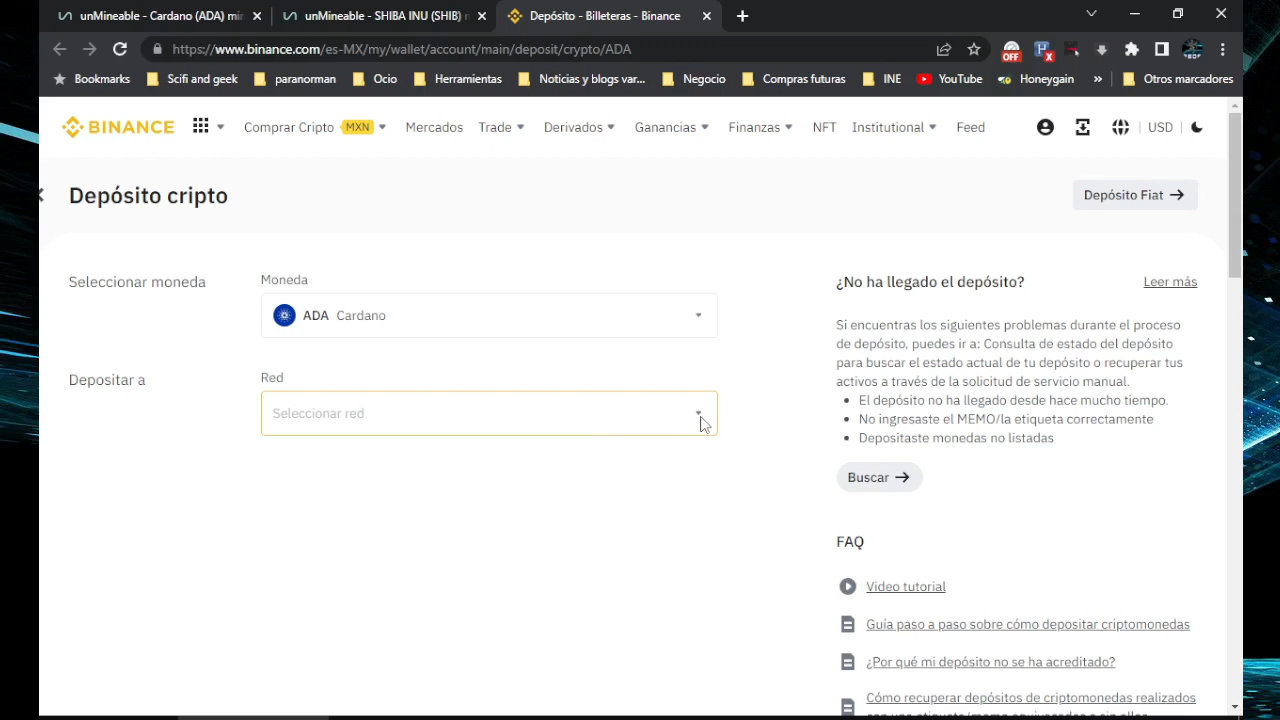 unMineable - Cardano (ADA) mi
unMineable - SHIBA INU (SHIB) m
Depósito - Billeteras - Binance
https://www.binance.com/es-MX/my/wallet/account/main/deposit/crypto/ADA
OFF
Bookmarks
Scifi and geek
paranornan
Ocio
Herramientas
Noticias y blogs var...
Negocio
Compras futuras
INE
YouTube
Honeygain
»
Otros marcadores
BINANCE
Comprar Cripto MXN
Mercados
Trade
Derivados
Ganancias
Finanzas
NFT
Institutional
Feed
USD
Depósito cripto
Depósito Fiat
Seleccionar moneda
Moneda
ADA Cardano
Depositar a
Red
Seleccionar red
¿No ha llegado el depósito?
Leer más
Si encuentras los siguientes problemas durante el proceso
de depósito, puedes ir a: Consulta de estado del depósito
para buscar el estado actual de tu depósito o recuperar tus
activos a través de la solicitud de servicio manual.
• El depósito no ha llegado desde hace mucho tiempo.
• No ingresaste el MEMO/la etiqueta correctamente
• Depositaste monedas no listadas
Buscar
FAQ
Video tutorial
Guía paso a paso sobre cómo depositar criptomonedas
¿Por qué mi depósito no se ha acreditado?
Cómo recuperar depósitos de criptomonedas realizados